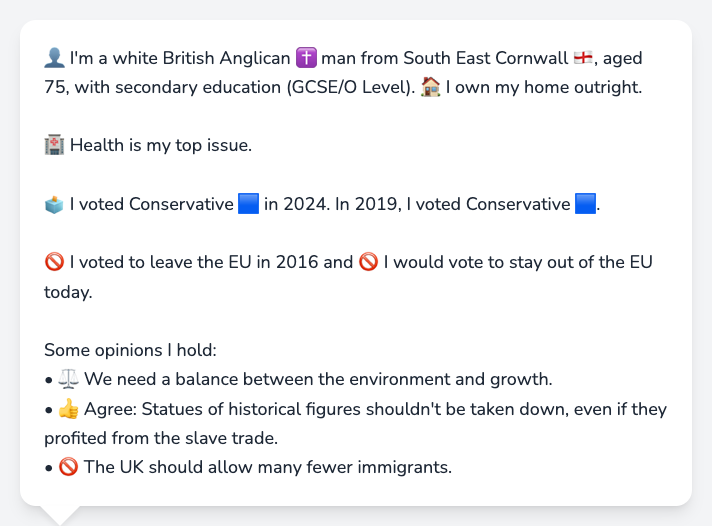 👤 I'm a white British Anglican ✝️ man from South East Cornwall 🏴󠁧󠁢󠁥󠁮󠁧󠁿, aged
75, with secondary education (GCSE/O Level). 🏠 I own my home outright.
🏥 Health is my top issue.
🗳️ I voted Conservative 🟦 in 2024. In 2019, I voted Conservative 🟦.
🚫 I voted to leave the EU in 2016 and 🚫 I would vote to stay out of the EU
today.
Some opinions I hold:
• ⚖️ We need a balance between the environment and growth.
• 👍 Agree: Statues of historical figures shouldn't be taken down, even if they
profited from the slave trade.
• 🚫 The UK should allow many fewer immigrants.